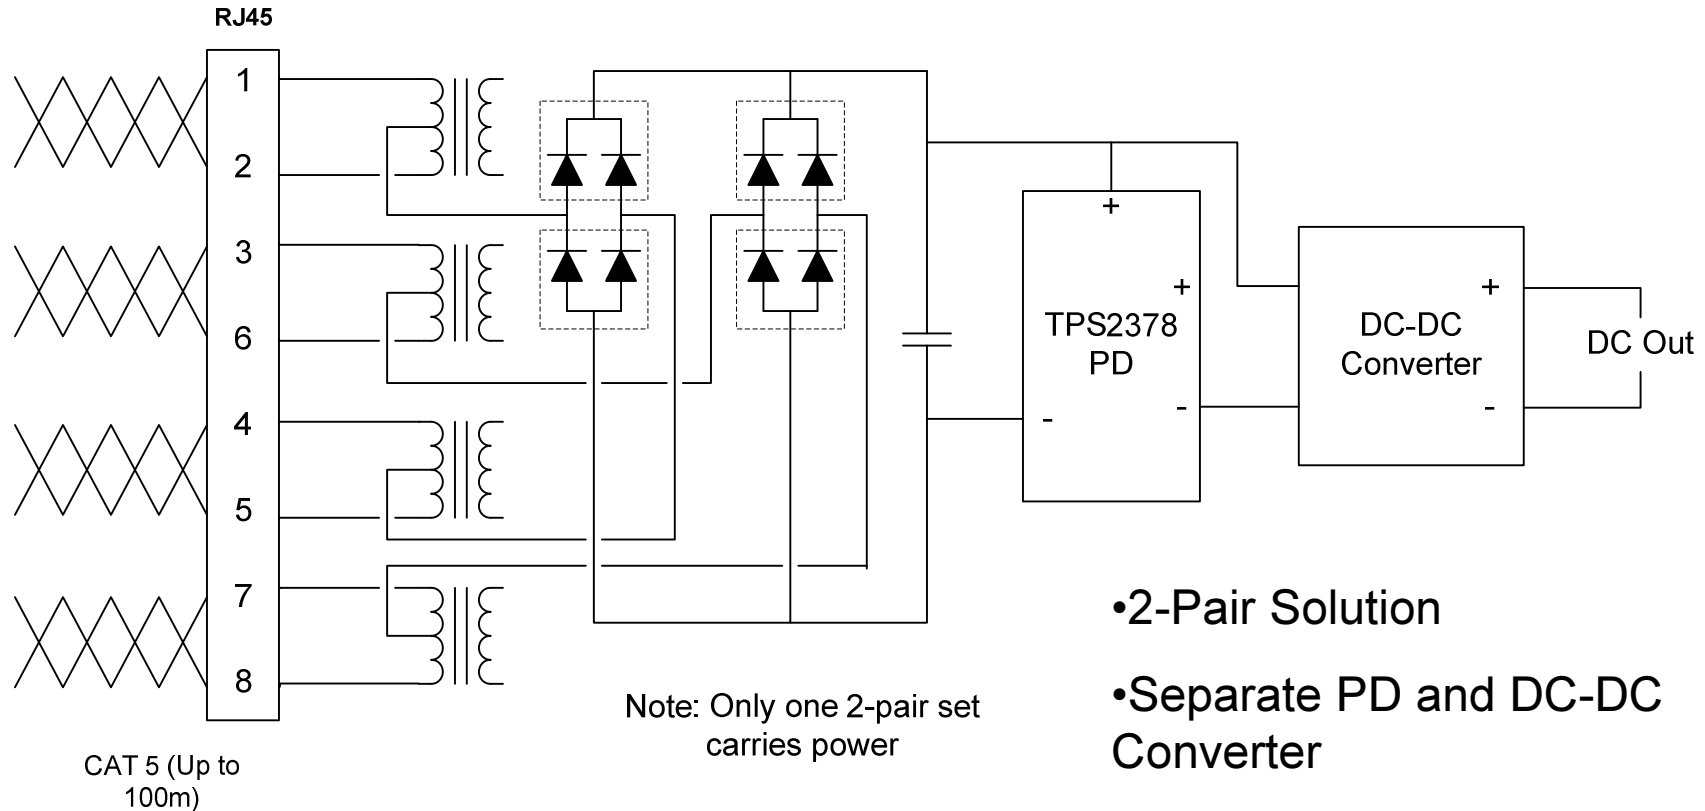 RJ45
1
2
3
6
4
5
7
8
CAT 5 (Up to
100m)
+
+
TPS2378
PD
-
-
+
DC-DC
Converter
-
DC Out
Note: Only one 2-pair set
carries power
•2-Pair Solution
•Separate PD and DC-DC
Converter